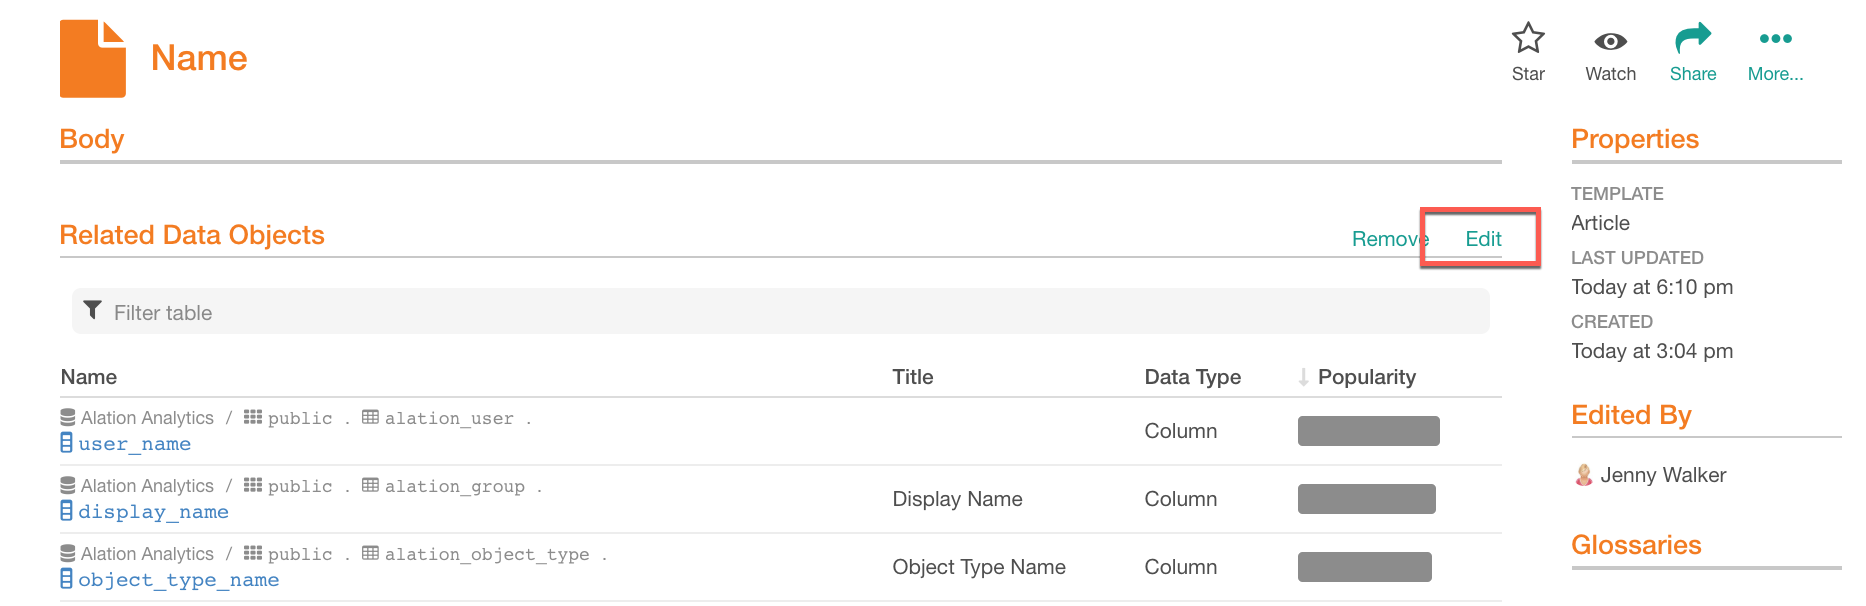 Name
Star
Watch
Share
More...
Body
Related Data Objects
Remove
Edit
Filter table
Name
Title
Data Type
Popularity
Alation Analytics / public . alation_user .
user_name
Column
Alation Analytics / public . alation_group .
display_name
Display Name
Column
Alation Analytics / public . alation_object_type .
object_type_name
Object Type Name
Column
Properties
TEMPLATE
Article
LAST UPDATED
Today at 6:10 pm
CREATED
Today at 3:04 pm
Edited By
Jenny Walker
Glossaries